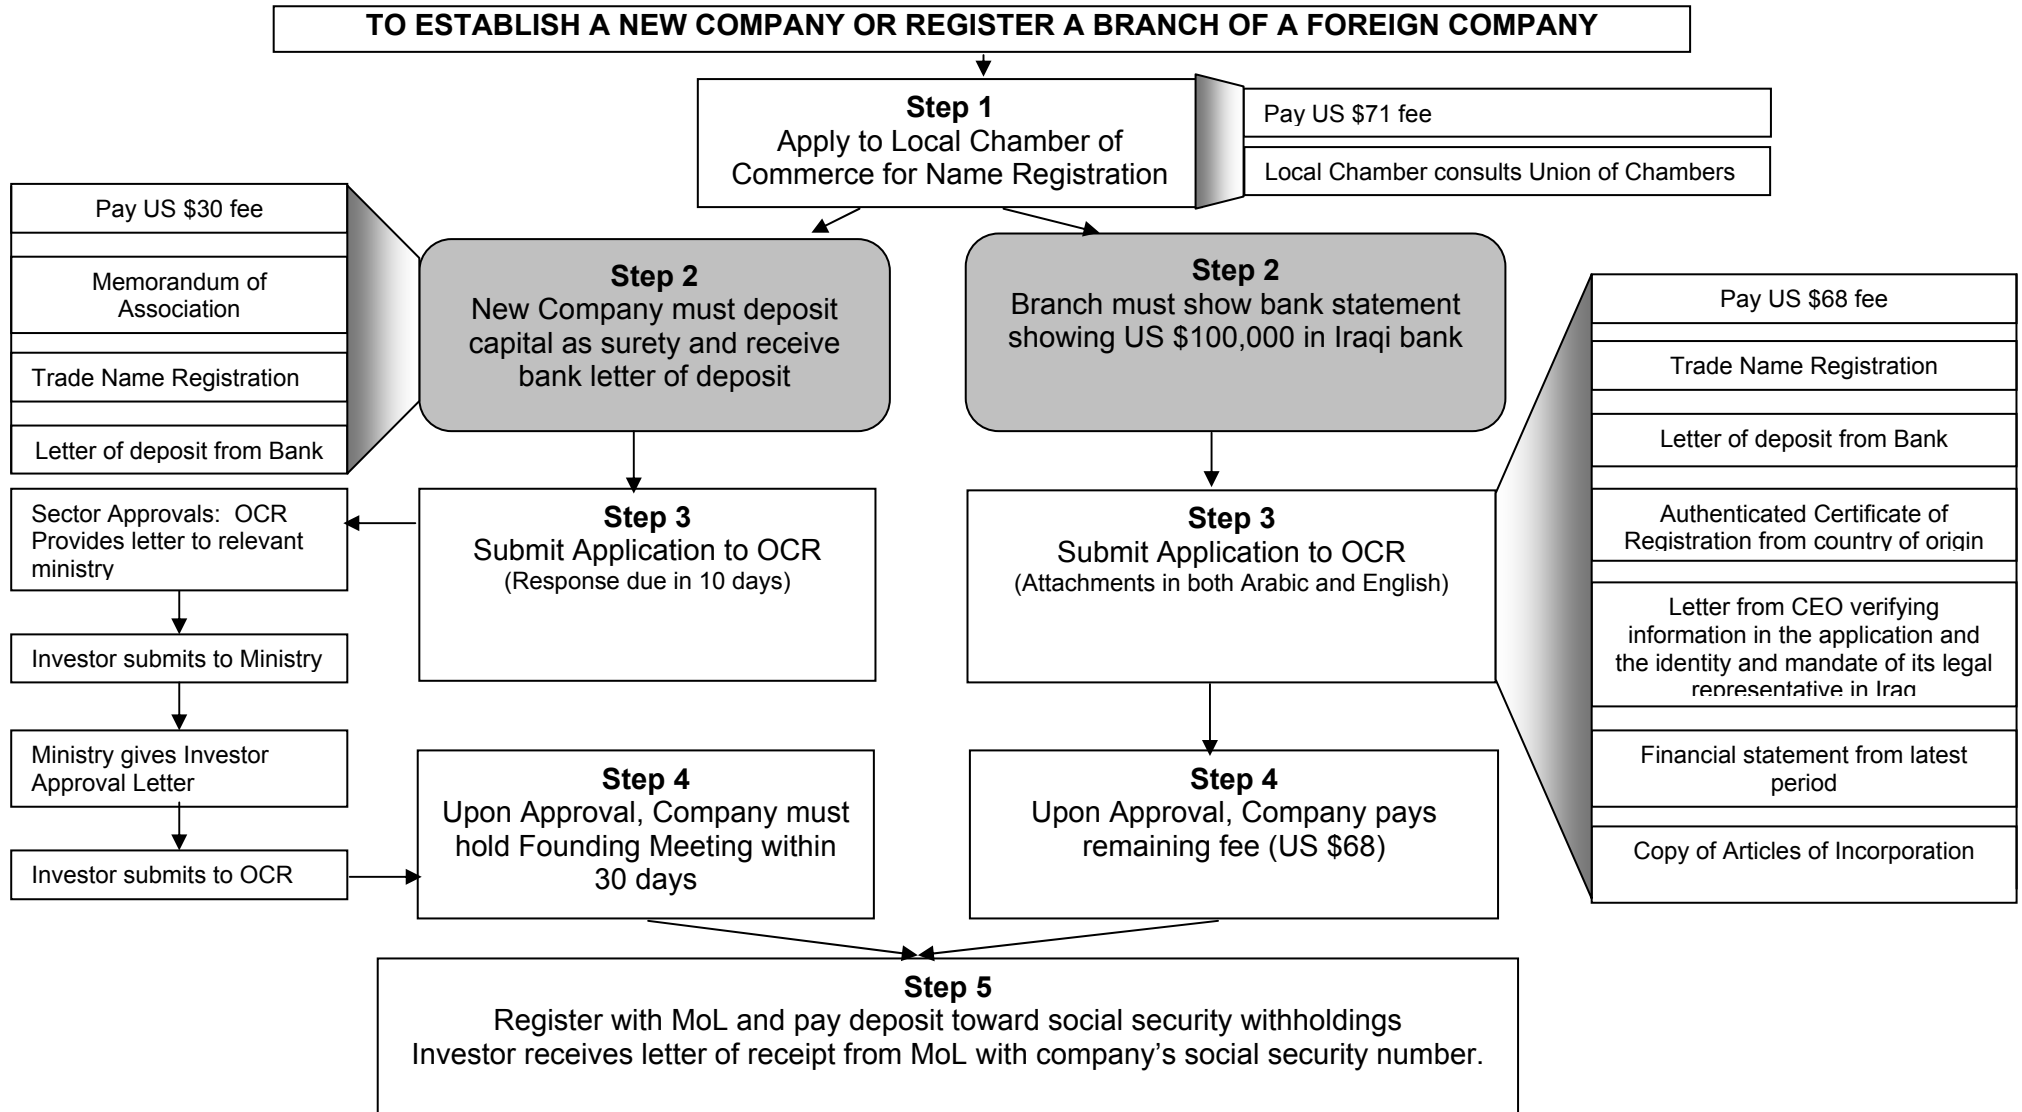 TO ESTABLISH A NEW COMPANY OR REGISTER A BRANCH OF A FOREIGN COMPANY
Step 1
Apply to Local Chamber of
Commerce for Name Registration
Pay US $71 fee
Local Chamber consults Union of Chambers
Pay US $30 fee
Memorandum of
Association
Trade Name Registration
Letter of deposit from Bank
Step 2
New Company must deposit
capital as surety and receive
bank letter of deposit
Step 2
Branch must show bank statement
showing US $100,000 in Iraqi bank
Pay US $68 fee
Trade Name Registration
Letter of deposit from Bank
Authenticated Certificate of
Registration from country of origin
Letter from CEO verifying
information in the application and
the identity and mandate of its legal
representative in Iraq
Financial statement from latest
period
Copy of Articles of Incorporation
Sector Approvals: OCR
Provides letter to relevant
ministry
Investor submits to Ministry
Ministry gives Investor
Approval Letter
Investor submits to OCR
Step 3
Submit Application to OCR
(Response due in 10 days)
Step 3
Submit Application to OCR
(Attachments in both Arabic and English)
Step 4
Upon Approval, Company must
hold Founding Meeting within
30 days
Step 4
Upon Approval, Company pays
remaining fee (US $68)
Step 5
Register with MoL and pay deposit toward social security withholdings
Investor receives letter of receipt from MoL with company's social security number.